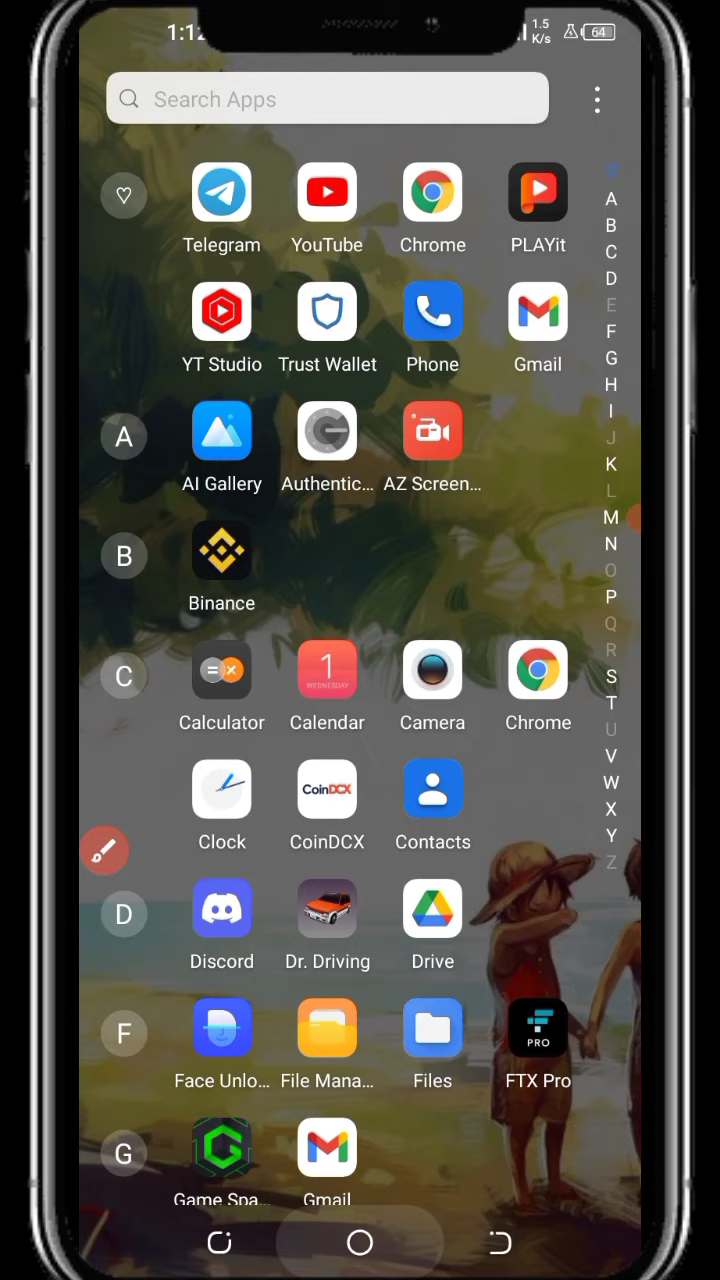 1:12
1.5
K/s
64
Search Apps
Telegram YouTube Chrome PLAYit
A
B
C
D
E
F
G
H
I
J
K
L
M
N
O
P
Q
R
S
T
U
V
W
X
Y
Z
YT Studio Trust Wallet Phone Gmail
A
AI Gallery Authentic... AZ Screen...
B
Binance
C
1
WEDNESDAY
Calculator Calendar Camera Chrome
CoinDCX
Clock CoinDCX Contacts
D
Discord Dr. Driving Drive
F
PRO
Face Unlo... File Mana... Files FTX Pro
G
Game Spa... Gmail